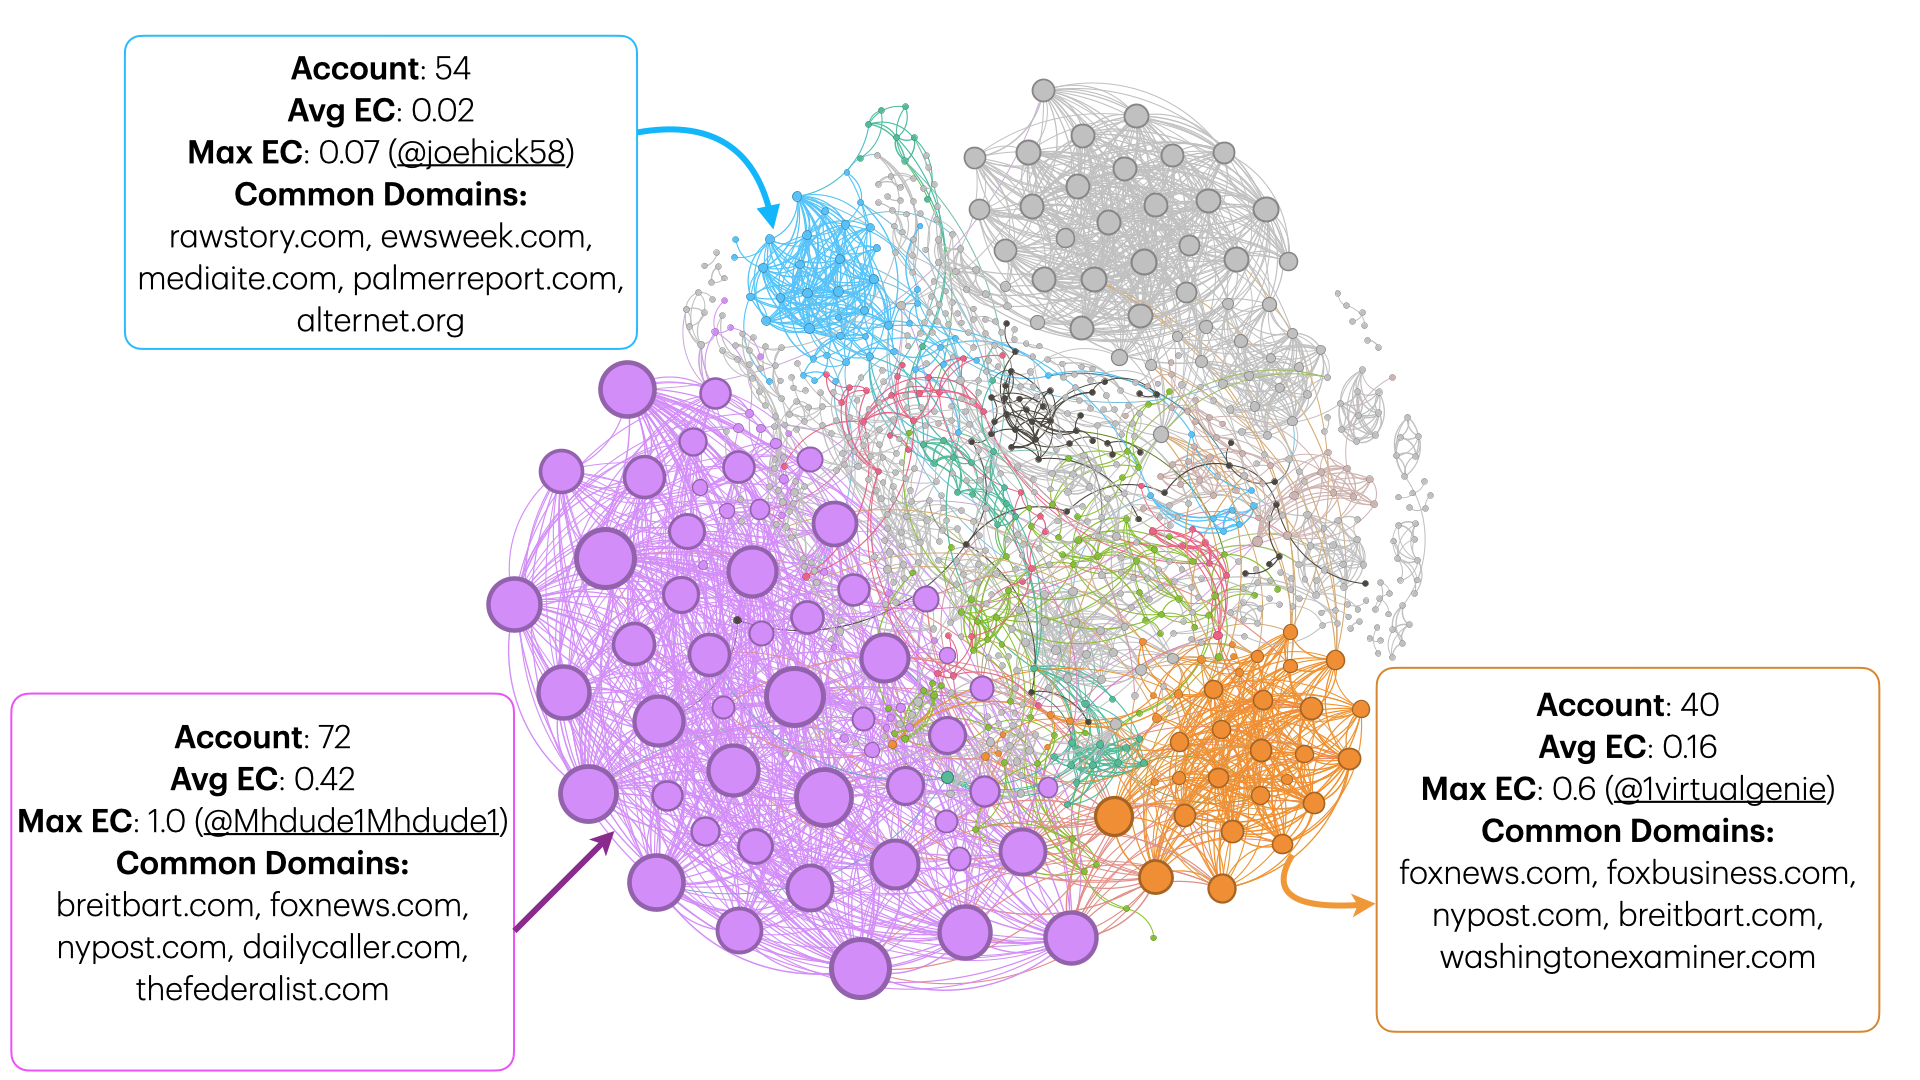 Account: 54
Avg EC: 0.02
Max EC: 0.07 (@joehick58)
Common Domains:
rawstory.com, ewsweek.com,
mediaite.com, palmerreport.com,
alternet.org
Account: 72
Avg EC: 0.42
Max EC: 1.0 (@Mhdude1Mhdude1)
Common Domains:
breitbart.com, foxnews.com,
nypost.com, dailycaller.com,
thefederalist.com
Account: 40
Avg EC: 0.16
Max EC: 0.6 (@1virtualgenie)
Common Domains:
foxnews.com, foxbusiness.com,
nypost.com, breitbart.com,
washingtonexaminer.com